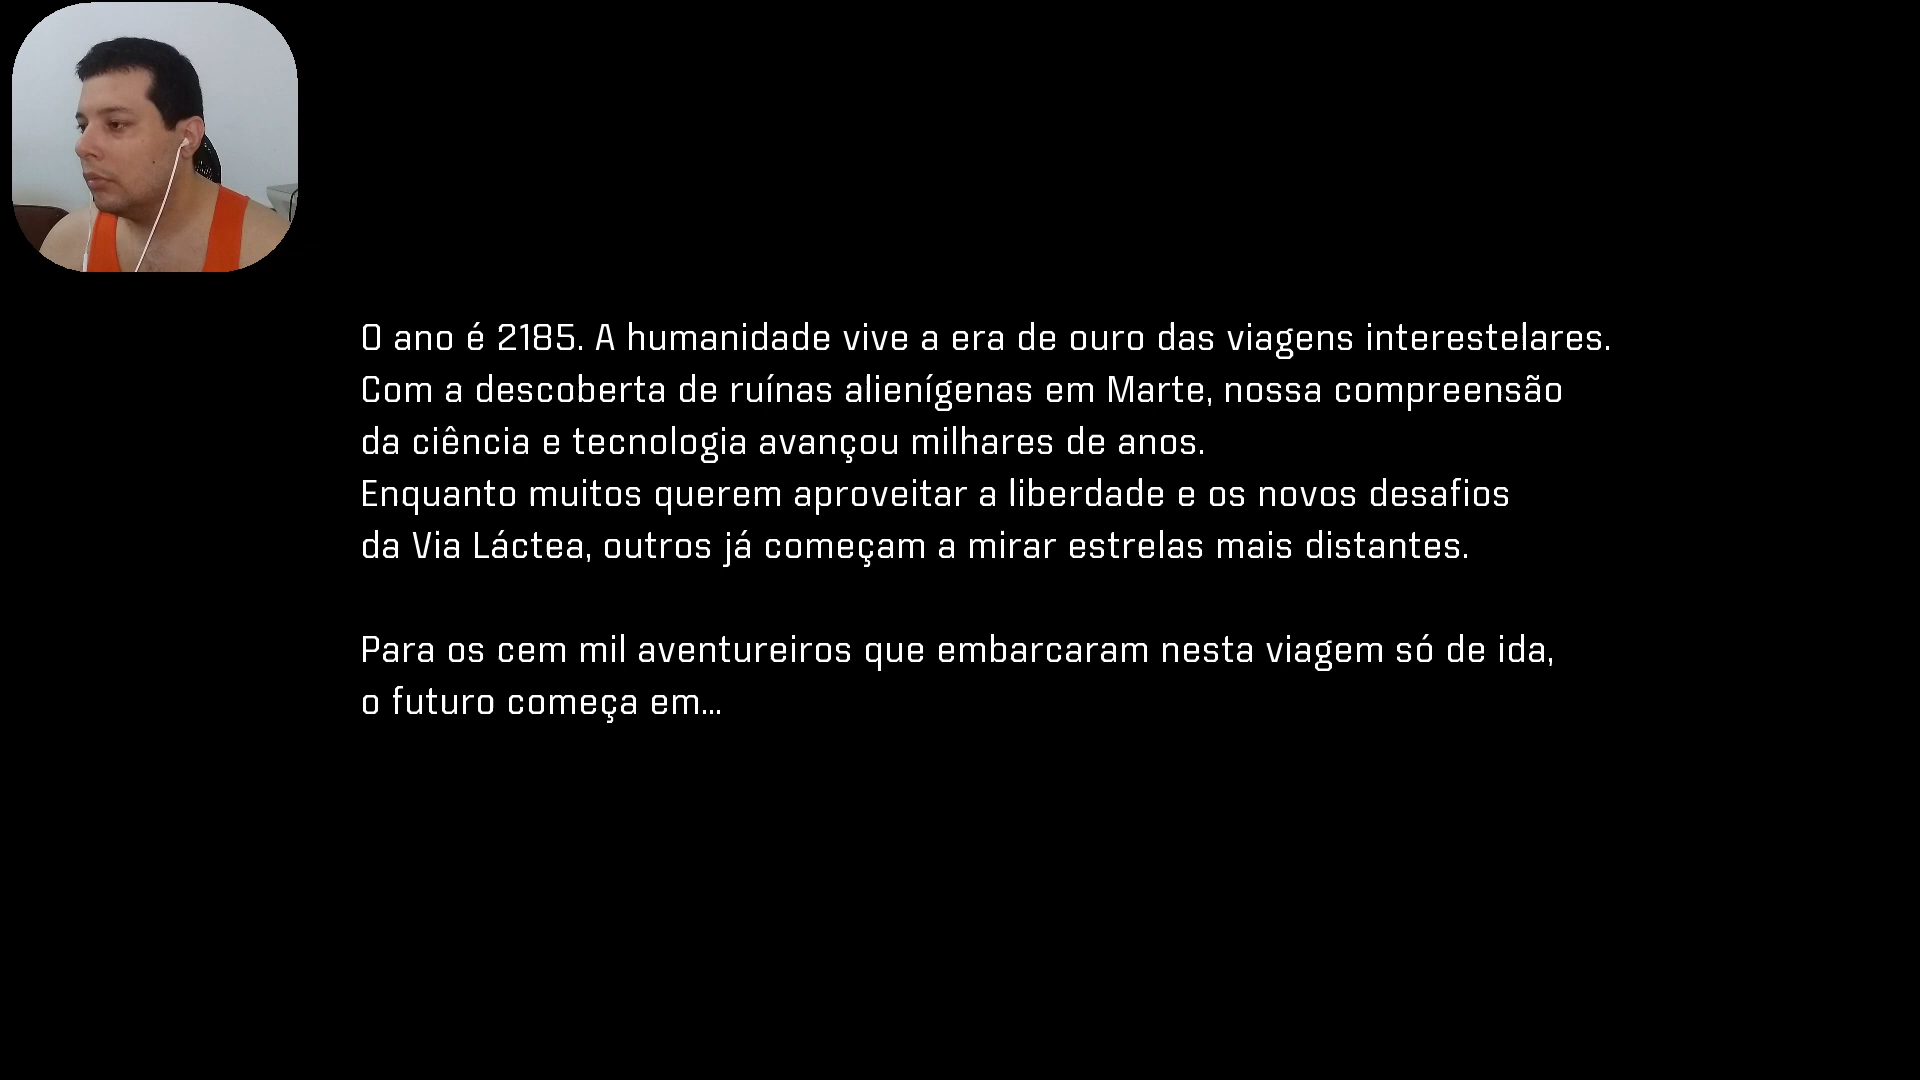 O ano é 2185. A humanidade vive a era de ouro das viagens interestelares.
Com a descoberta de ruínas alienígenas em Marte, nossa compreensão
da ciência e tecnologia avançou milhares de anos.
Enquanto muitos querem aproveitar a liberdade e os novos desafios
da Via Láctea, outros já começam a mirar estrelas mais distantes.
Para os cem mil aventureiros que embarcaram nesta viagem só de ida,
o futuro começa em...